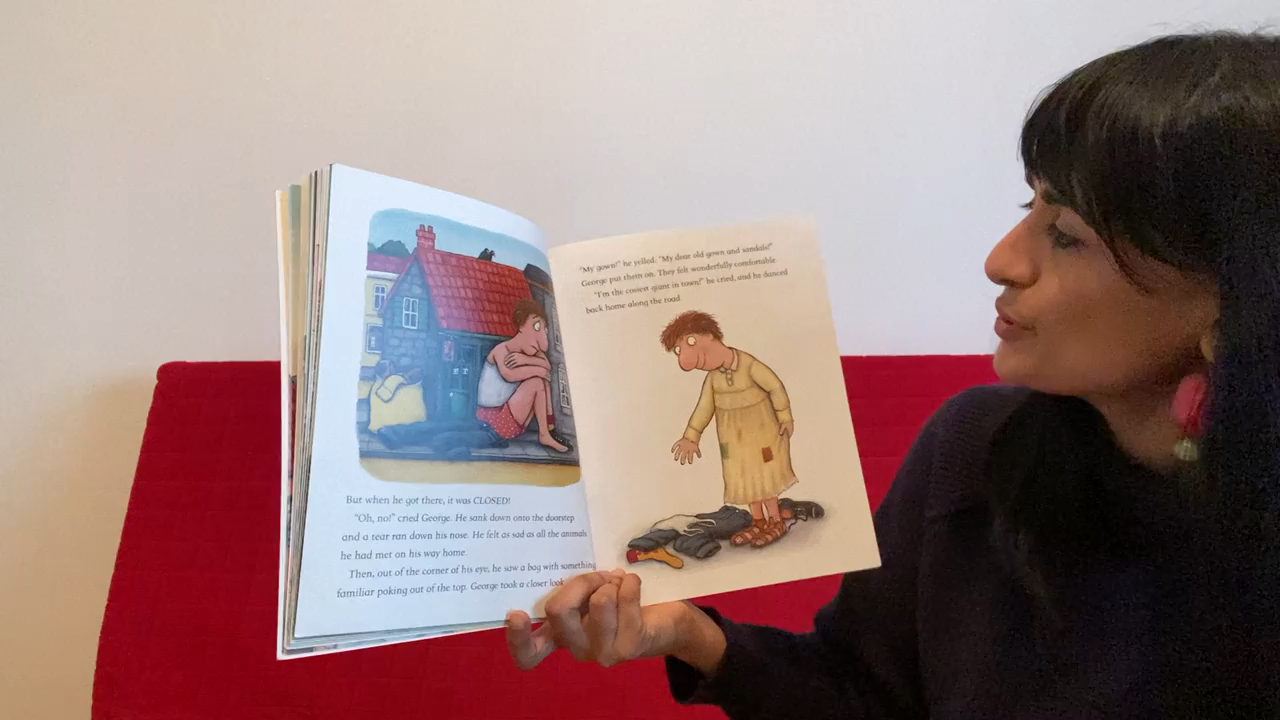 But when he got there, it was CLOSED!
"Oh, no!" cried George. He sank down onto the doorstep
and a tear ran down his nose. He felt as sad as all the animals
he had met on his way home.
Then, out of the corner of his eye, he saw a bag with something
familiar poking out of the top. George took a closer look
"My gown!" he yelled. "My dear old gown and sandals!"
George put them on. They felt wonderfully comfortable.
"I'm the cosiest giant in town!" he cried, and he danced
back home along the road.